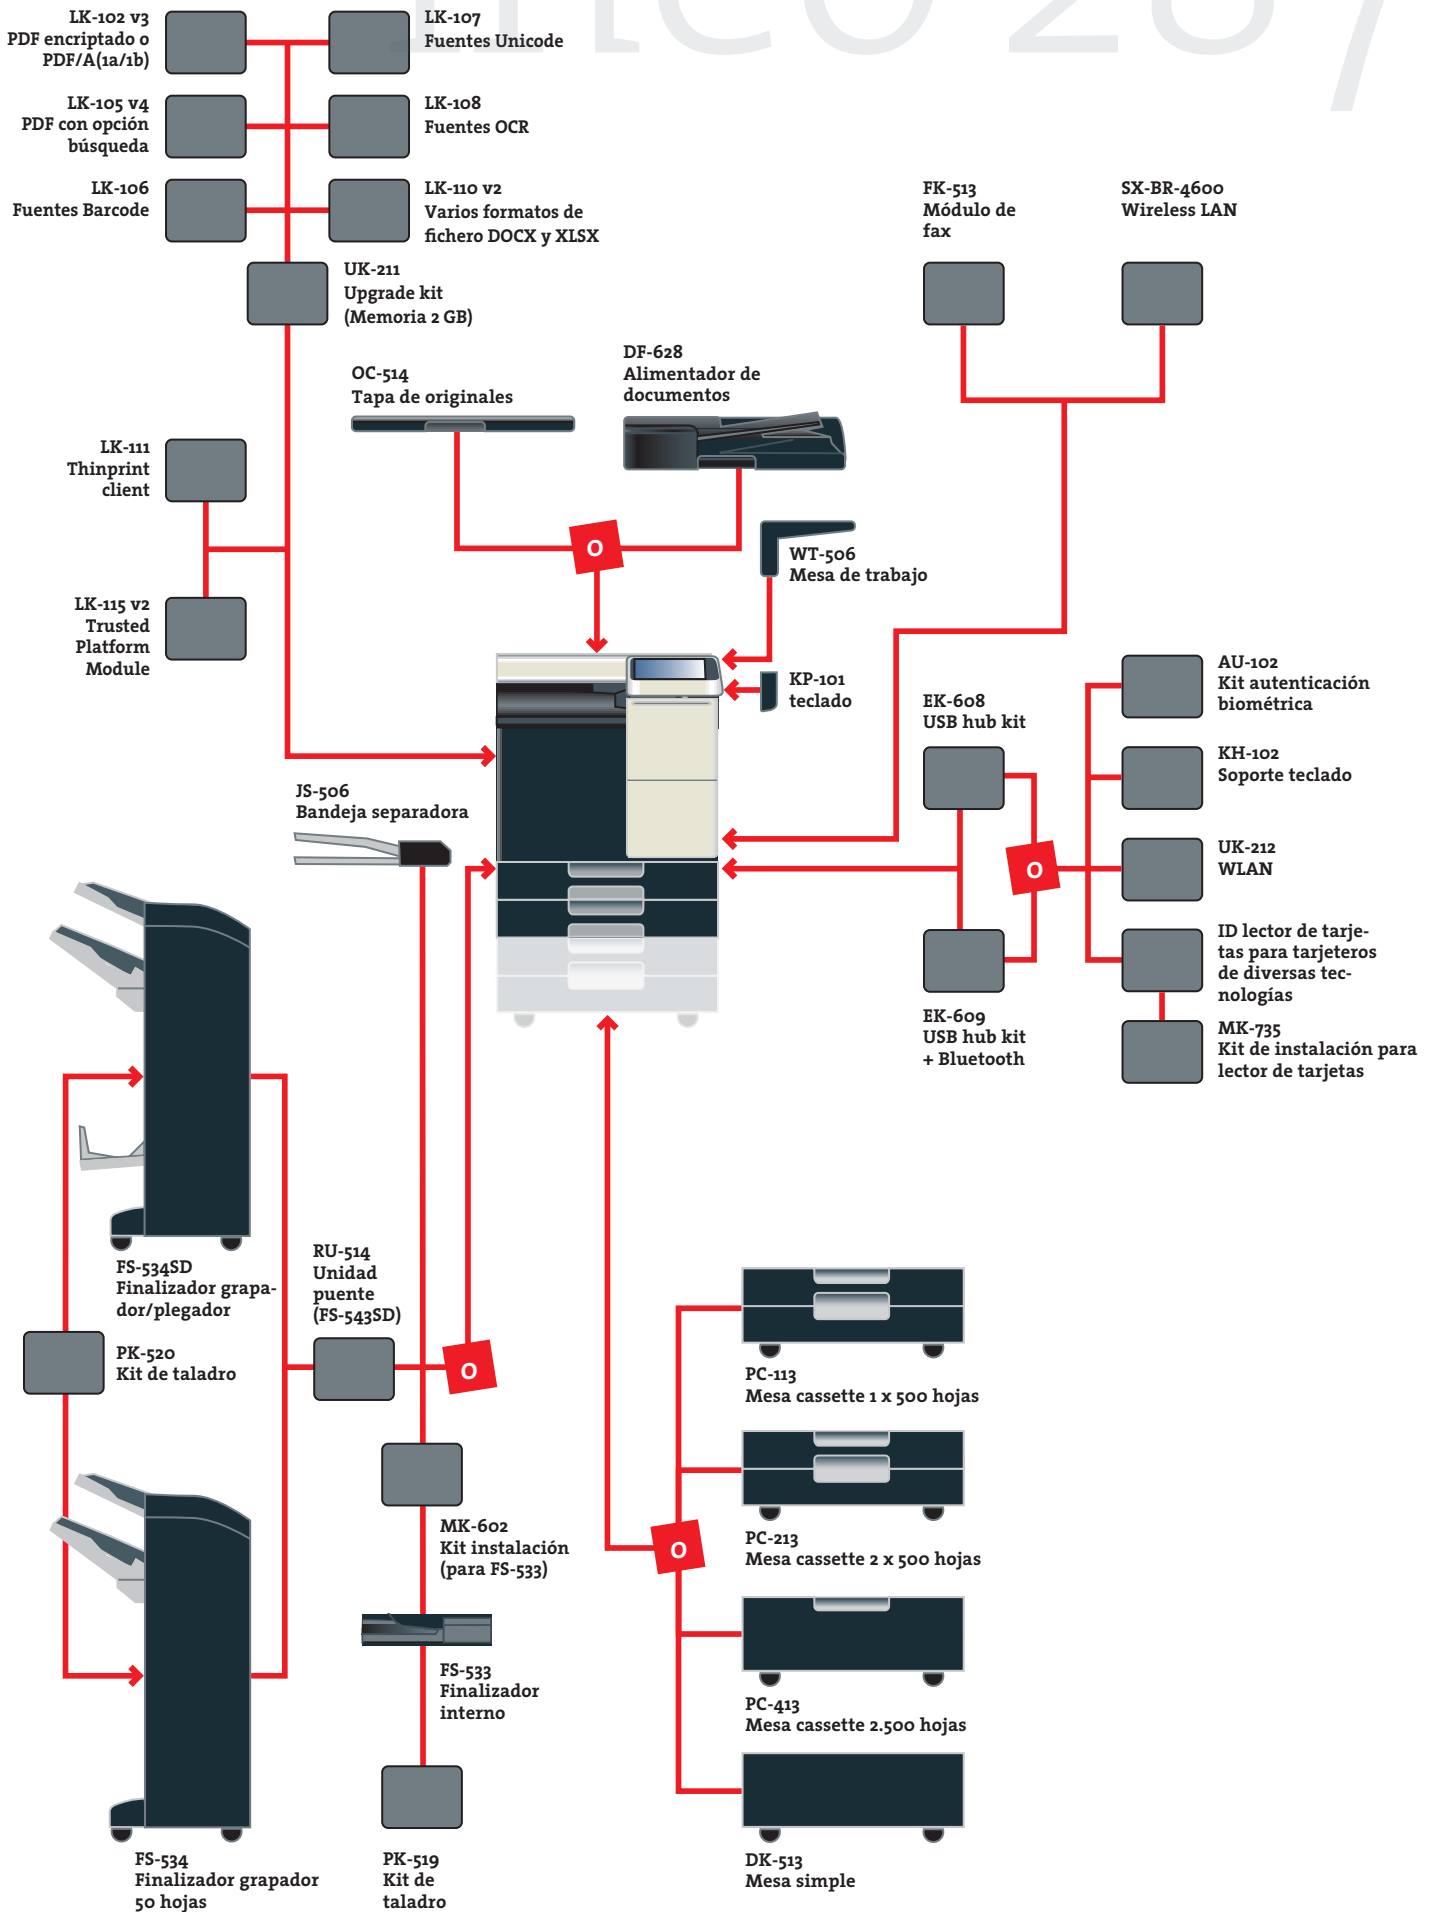 ineo 287
LK-102 v3
PDF encriptado o
PDF/A(1a/1b)
LK-107
Fuentes Unicode
LK-105 v4
PDF con opción
búsqueda
LK-108
Fuentes OCR
LK-106
Fuentes Barcode
LK-110 v2
Varios formatos de
fichero DOCX y XLSX
UK-211
Upgrade kit
(Memoria 2 GB)
FK-513
Módulo de
fax
SX-BR-4600
Wireless LAN
OC-514
Tapa de originales
DF-628
Alimentador de
documentos
LK-111
Thinprint
client
O
WT-506
Mesa de trabajo
LK-115 v2
Trusted
Platform
Module
KP-101
teclado
AU-102
Kit autenticación
biométrica
EK-608
USB hub kit
KH-102
Soporte teclado
JS-506
Bandeja separadora
UK-212
WLAN
O
ID lector de tarje-
tas para tarjeteros
de diversas tec-
nologías
EK-609
USB hub kit
+ Bluetooth
MK-735
Kit de instalación para
lector de tarjetas
FS-534SD
Finalizador grapa-
dor/plegador
RU-514
Unidad
puente
(FS-543SD)
PK-520
Kit de taladro
O
PC-113
Mesa cassette 1 x 500 hojas
MK-602
Kit instalación
(para FS-533)
O
PC-213
Mesa cassette 2 x 500 hojas
FS-533
Finalizador
interno
PC-413
Mesa cassette 2.500 hojas
FS-534
Finalizador grapador
50 hojas
PK-519
Kit de
taladro
DK-513
Mesa simple